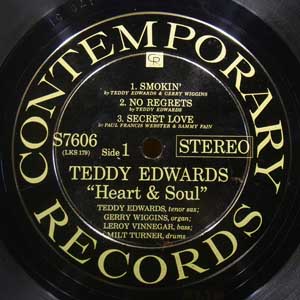 CONTEMPORARY
CR
1. SMOKIN'
by TEDDY EDWARDS & GERRY WIGGINS
2. NO REGRETS
by TEDDY EDWARDS
3. SECRET LOVE
by PAUL FRANCIS WEBSTER & SAMMY FAIN
S7606
(LKS 179)
Side 1
STEREO
TEDDY EDWARDS
"Heart & Soul"
TEDDY EDWARDS, tenor sax;
GERRY WIGGINS, organ;
LEROY VINNEGAR, bass;
MILT TURNER, drums
RECORDS